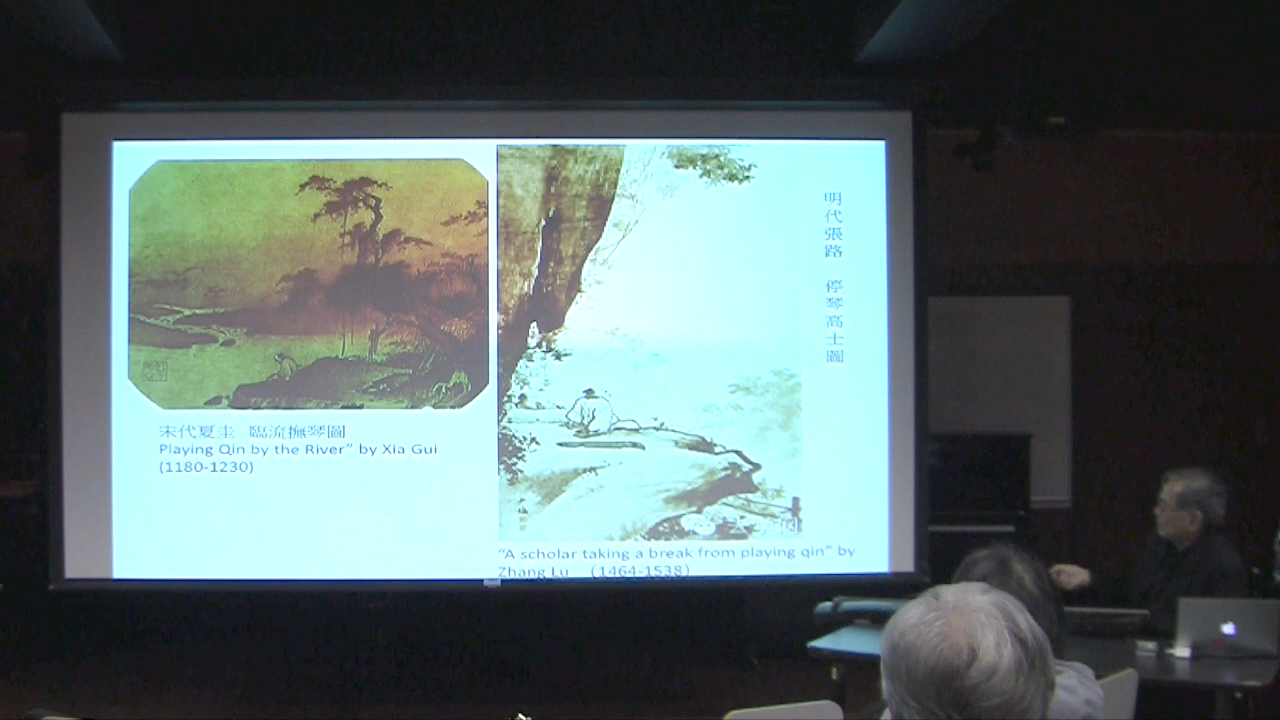 宋代夏圭 臨流撫琴圖
Playing Qin by the River” by Xia Gui
(1180-1230)
明代張路 停琴高士圖
“A scholar taking a break from playing qin” by
Zhang Lu (1464-1538)